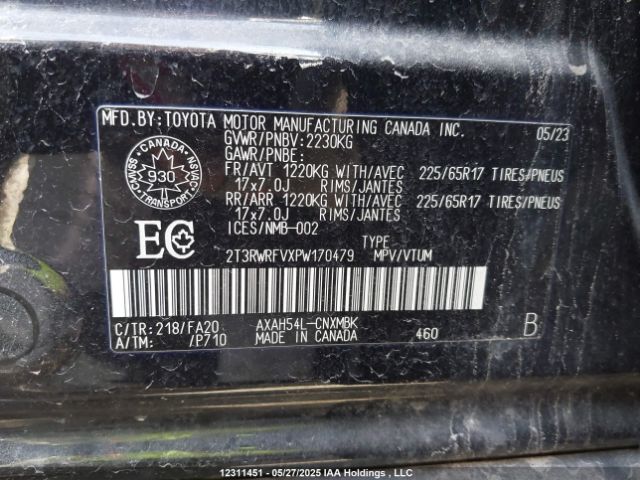 MFD.BY:TOYOTA MOTOR MANUFACTURING CANADA INC. 05/23
GVWR/PNBV:2230KG
GAWR/PNBE:
FR/AVT 1220KG WITH/AVEC 225/65R17 TIRES/PNEUS
17x7.0J RIMS/JANTES
RR/ARR 1220KG WITH/AVEC 225/65R17 TIRES/PNEUS
17x7.0J RIMS/JANTES
ICES/NMB-002
CANADA
CMVSS NSVAC
930
TRANSPORT
EC
TYPE
2T3RWRFVXPW170479 MPV/VTUM
C/TR:218/FA20 AXAH54L-CNXMBK
A/TM: /P710 MADE IN CANADA 460 B
12311451 - 05/27/2025 IAA Holdings , LLC